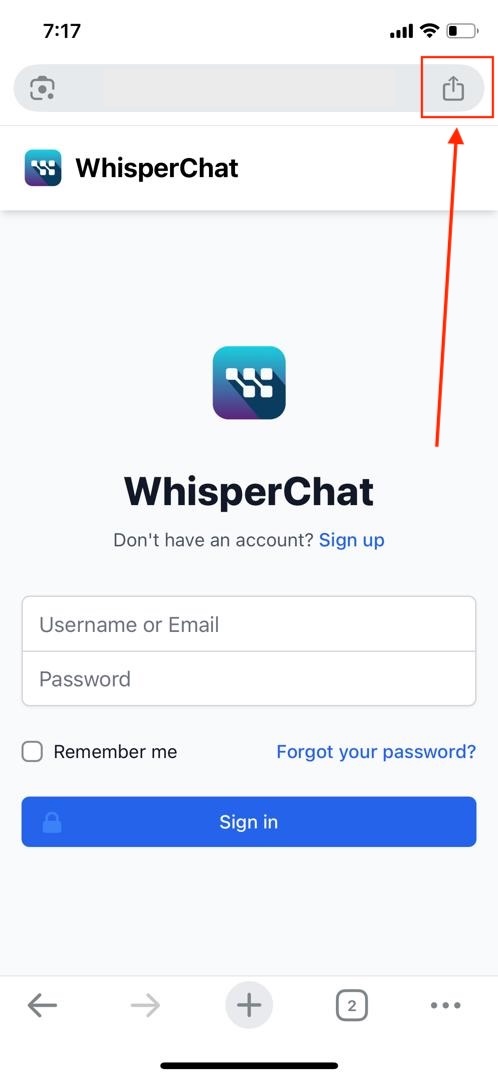 7:17
WhisperChat
WhisperChat
Don't have an account? Sign up
Username or Email
Password
Remember me Forgot your password?
Sign in
2